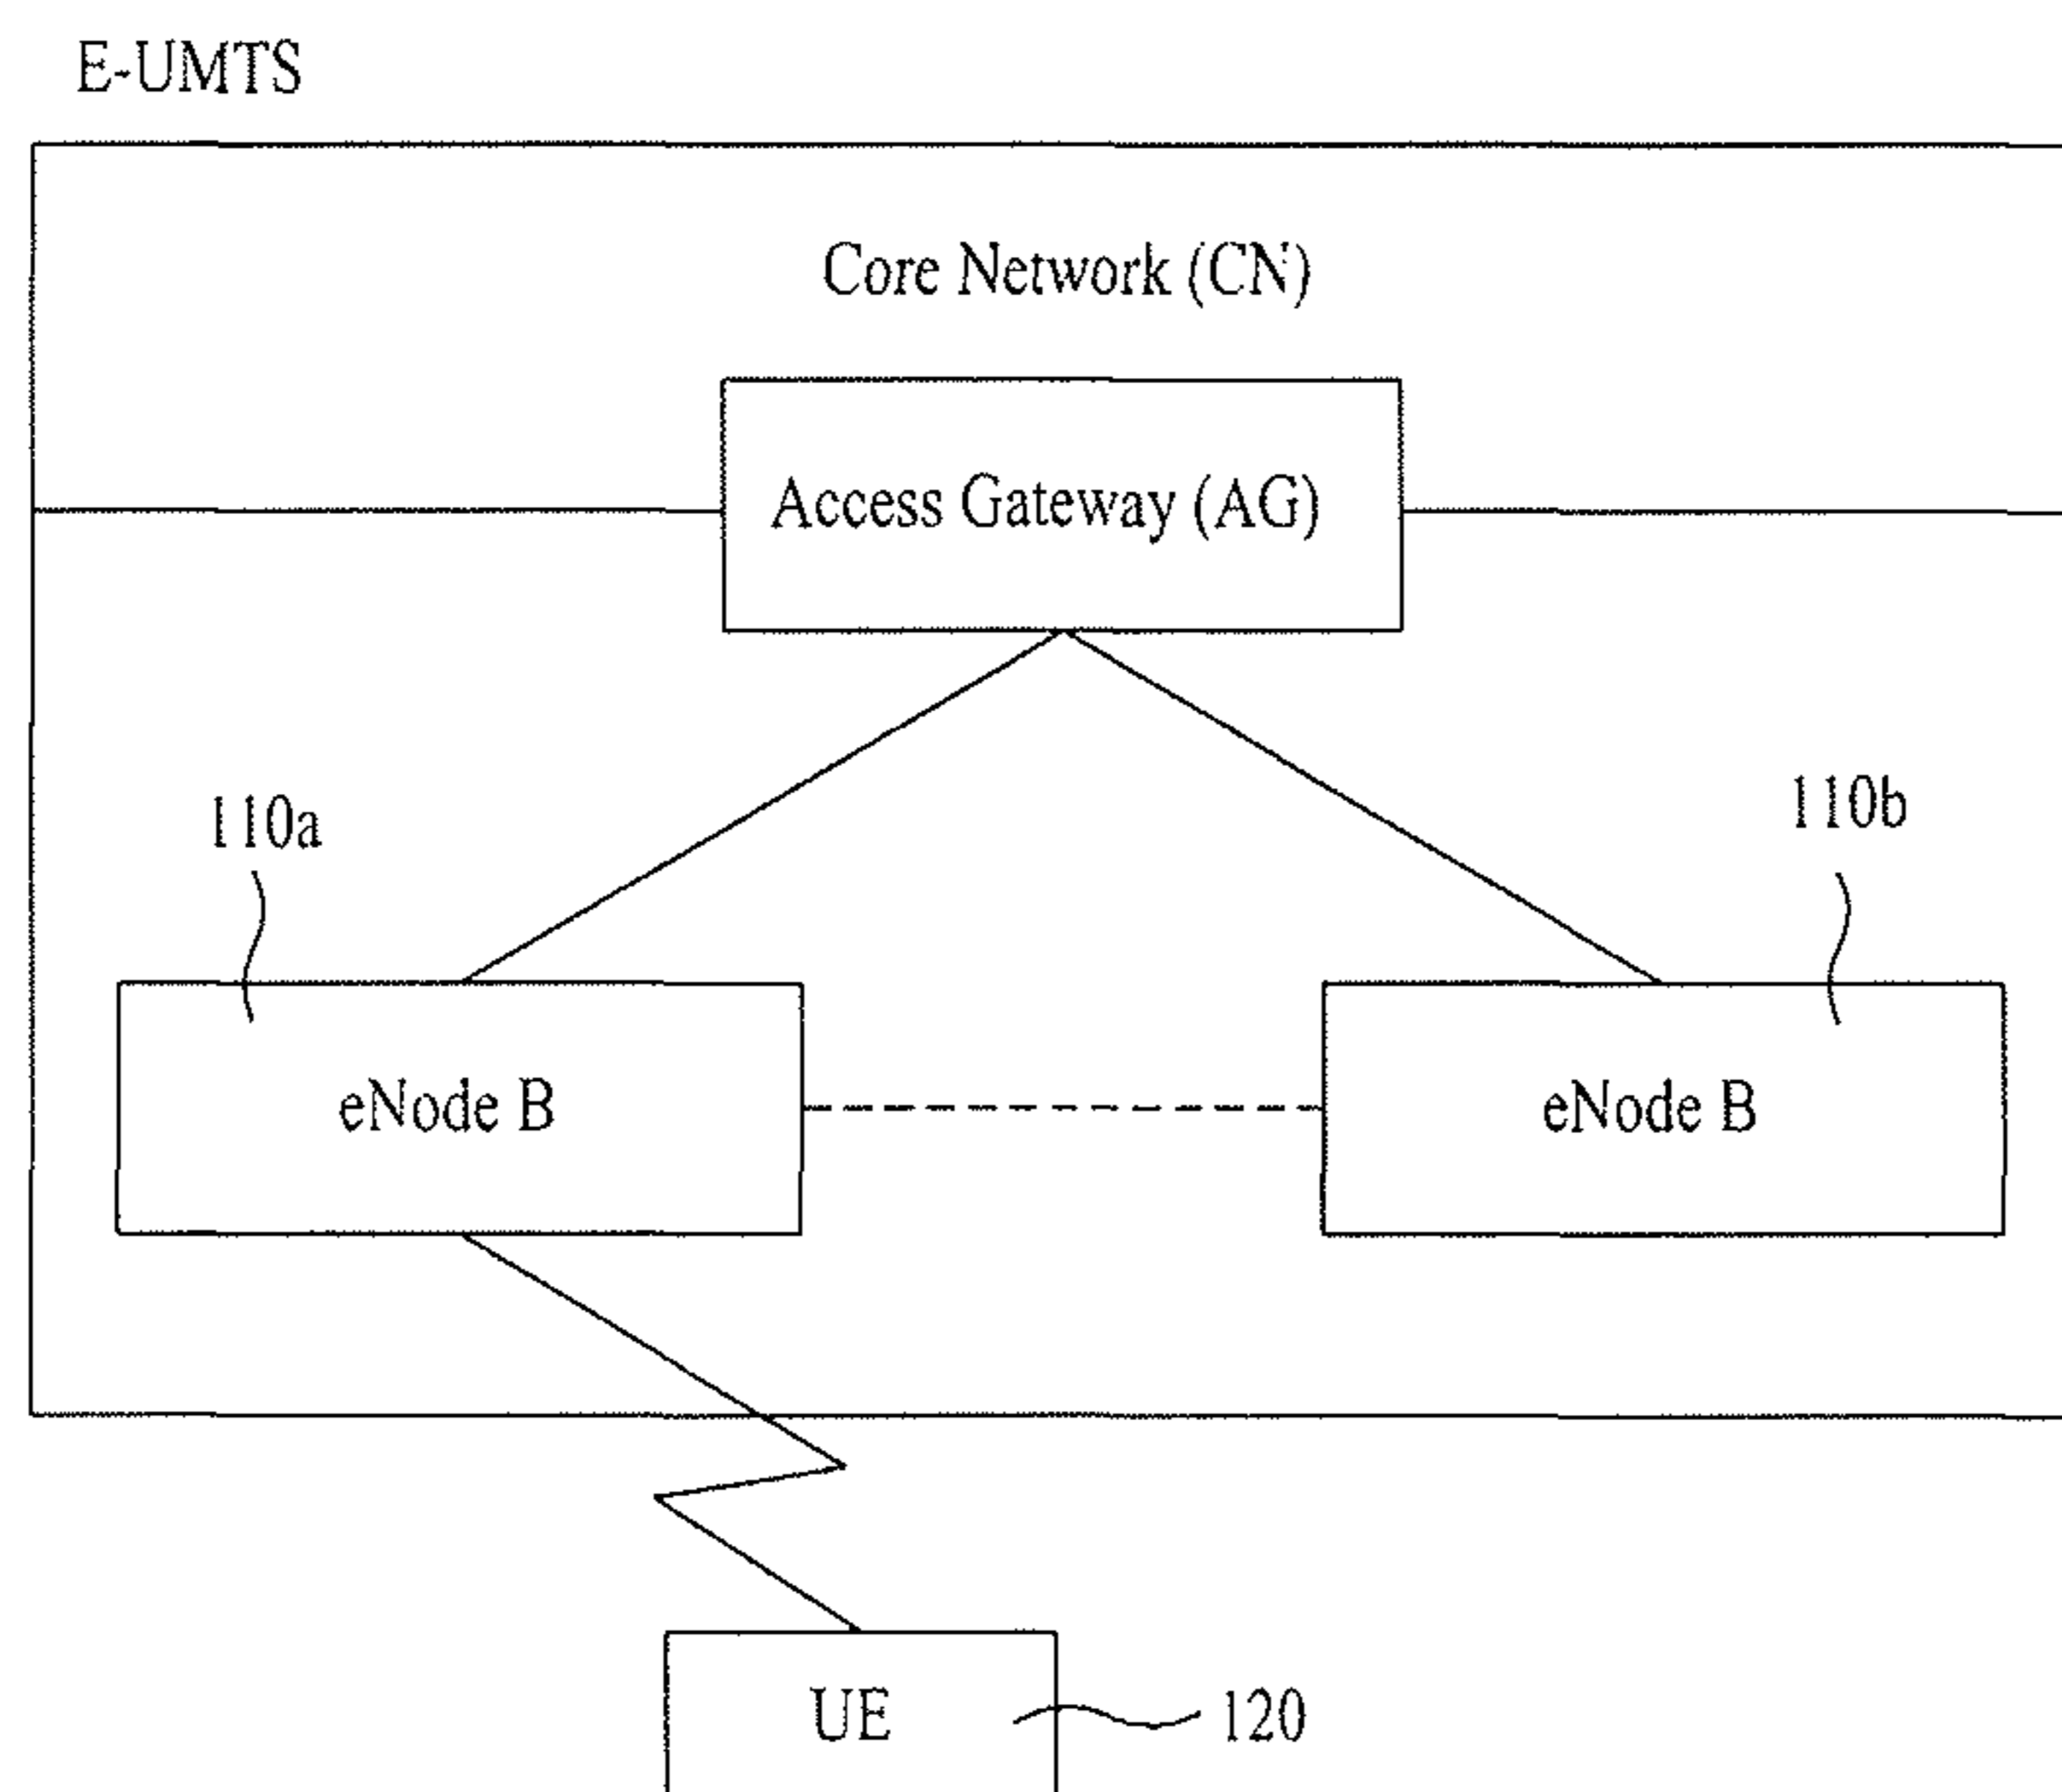 E-UMTS
Core Network (CN)
Access Gateway (AG)
110a
110b
eNode B
eNode B
UE
120